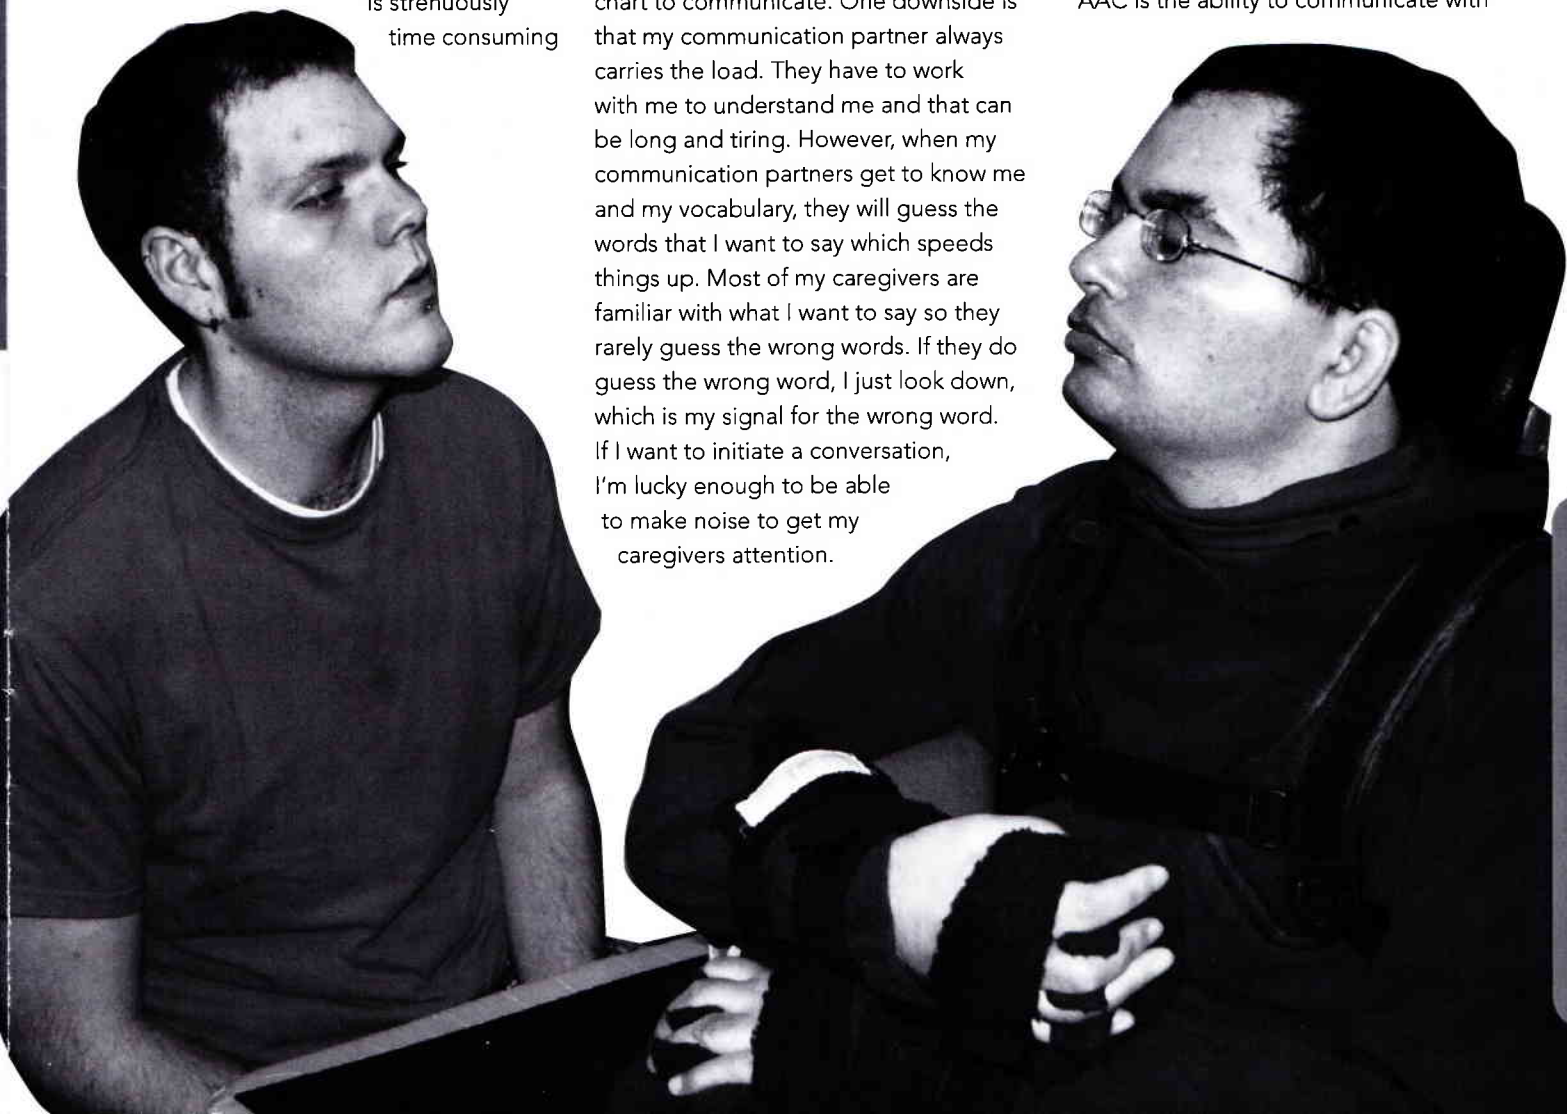 is strenuously
time consuming
chart to communicate. One downside is
that my communication partner always
carries the load. They have to work
with me to understand me and that can
be long and tiring. However, when my
communication partners get to know me
and my vocabulary, they will guess the
words that I want to say which speeds
things up. Most of my caregivers are
familiar with what I want to say so they
rarely guess the wrong words. If they do
guess the wrong word, I just look down,
which is my signal for the wrong word.
If I want to initiate a conversation,
I'm lucky enough to be able
to make noise to get my
caregivers attention.
AAC is the ability to communicate with